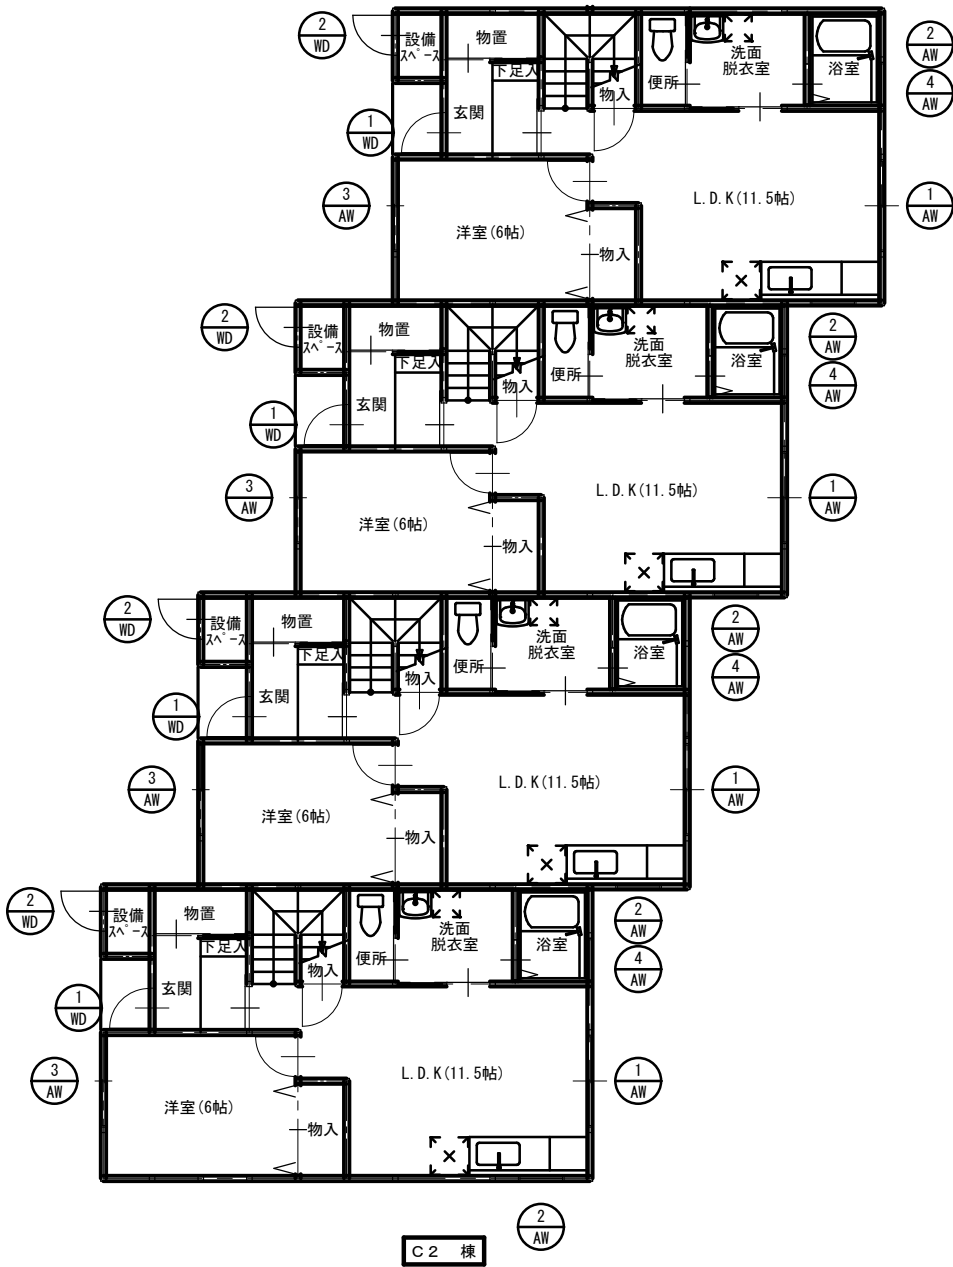 2
WD
設備
スペース
物置
下足入
玄関
1
WD
物入
便所
洗面
脱衣室
浴室
2
AW
4
AW
3
AW
洋室(6帖)
物入
L.D.K(11.5帖)
1
AW
2
WD
設備
スペース
物置
下足入
玄関
1
WD
物入
便所
洗面
脱衣室
浴室
2
AW
4
AW
3
AW
洋室(6帖)
物入
L.D.K(11.5帖)
1
AW
2
WD
設備
スペース
物置
下足入
玄関
1
WD
物入
便所
洗面
脱衣室
浴室
2
AW
4
AW
3
AW
洋室(6帖)
物入
L.D.K(11.5帖)
1
AW
2
WD
設備
スペース
物置
下足入
玄関
1
WD
物入
便所
洗面
脱衣室
浴室
2
AW
4
AW
3
AW
洋室(6帖)
物入
L.D.K(11.5帖)
1
AW
2
AW
C2 棟